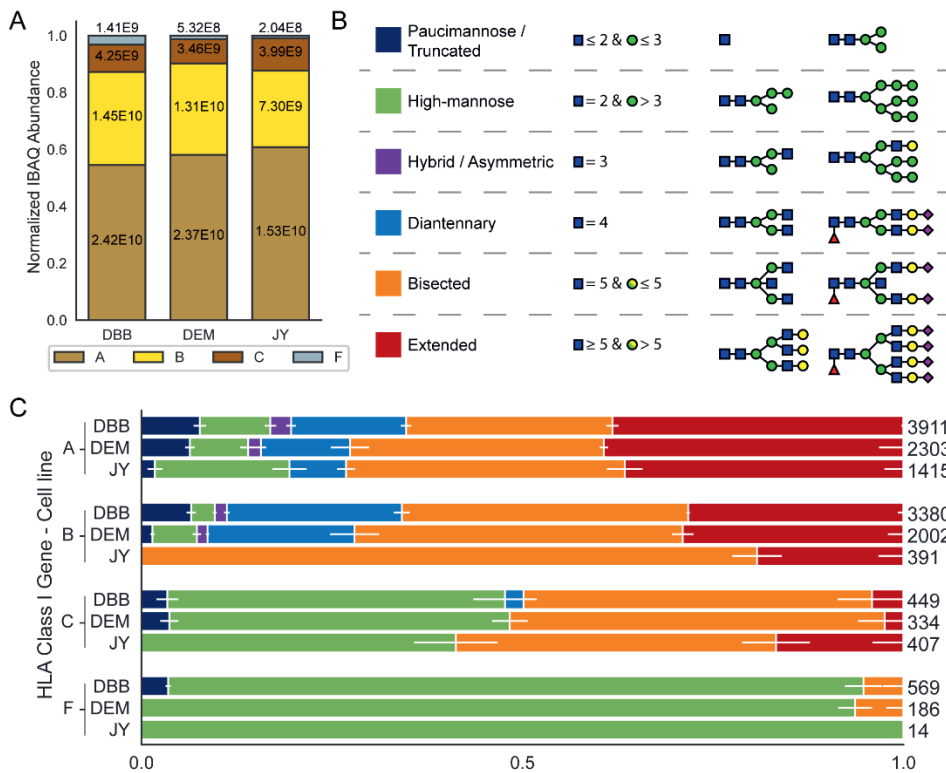 A
Normalized IBAQ Abundance
1.0
0.8
0.6
0.4
0.2
0.0
1.41E9 5.32E8 2.04E8
4.25E9 3.46E9 3.99E9
1.45E10 1.31E10 7.30E9
2.42E10 2.37E10 1.53E10
DBB DEM JY
A B C F
B
Paucimannose /
Truncated
≤ 2 & ≤ 3
High-mannose
= 2 & > 3
Hybrid / Asymmetric
= 3
Diantennary
= 4
Bisected
= 5 & ≤ 5
Extended
≥ 5 & > 5
C
HLA Class I Gene - Cell line
DBB 3911
A DEM 2303
JY 1415
DBB 3380
B DEM 2002
JY 391
DBB 449
C DEM 334
JY 407
DBB 569
F DEM 186
JY 14
0.0 0.5 1.0